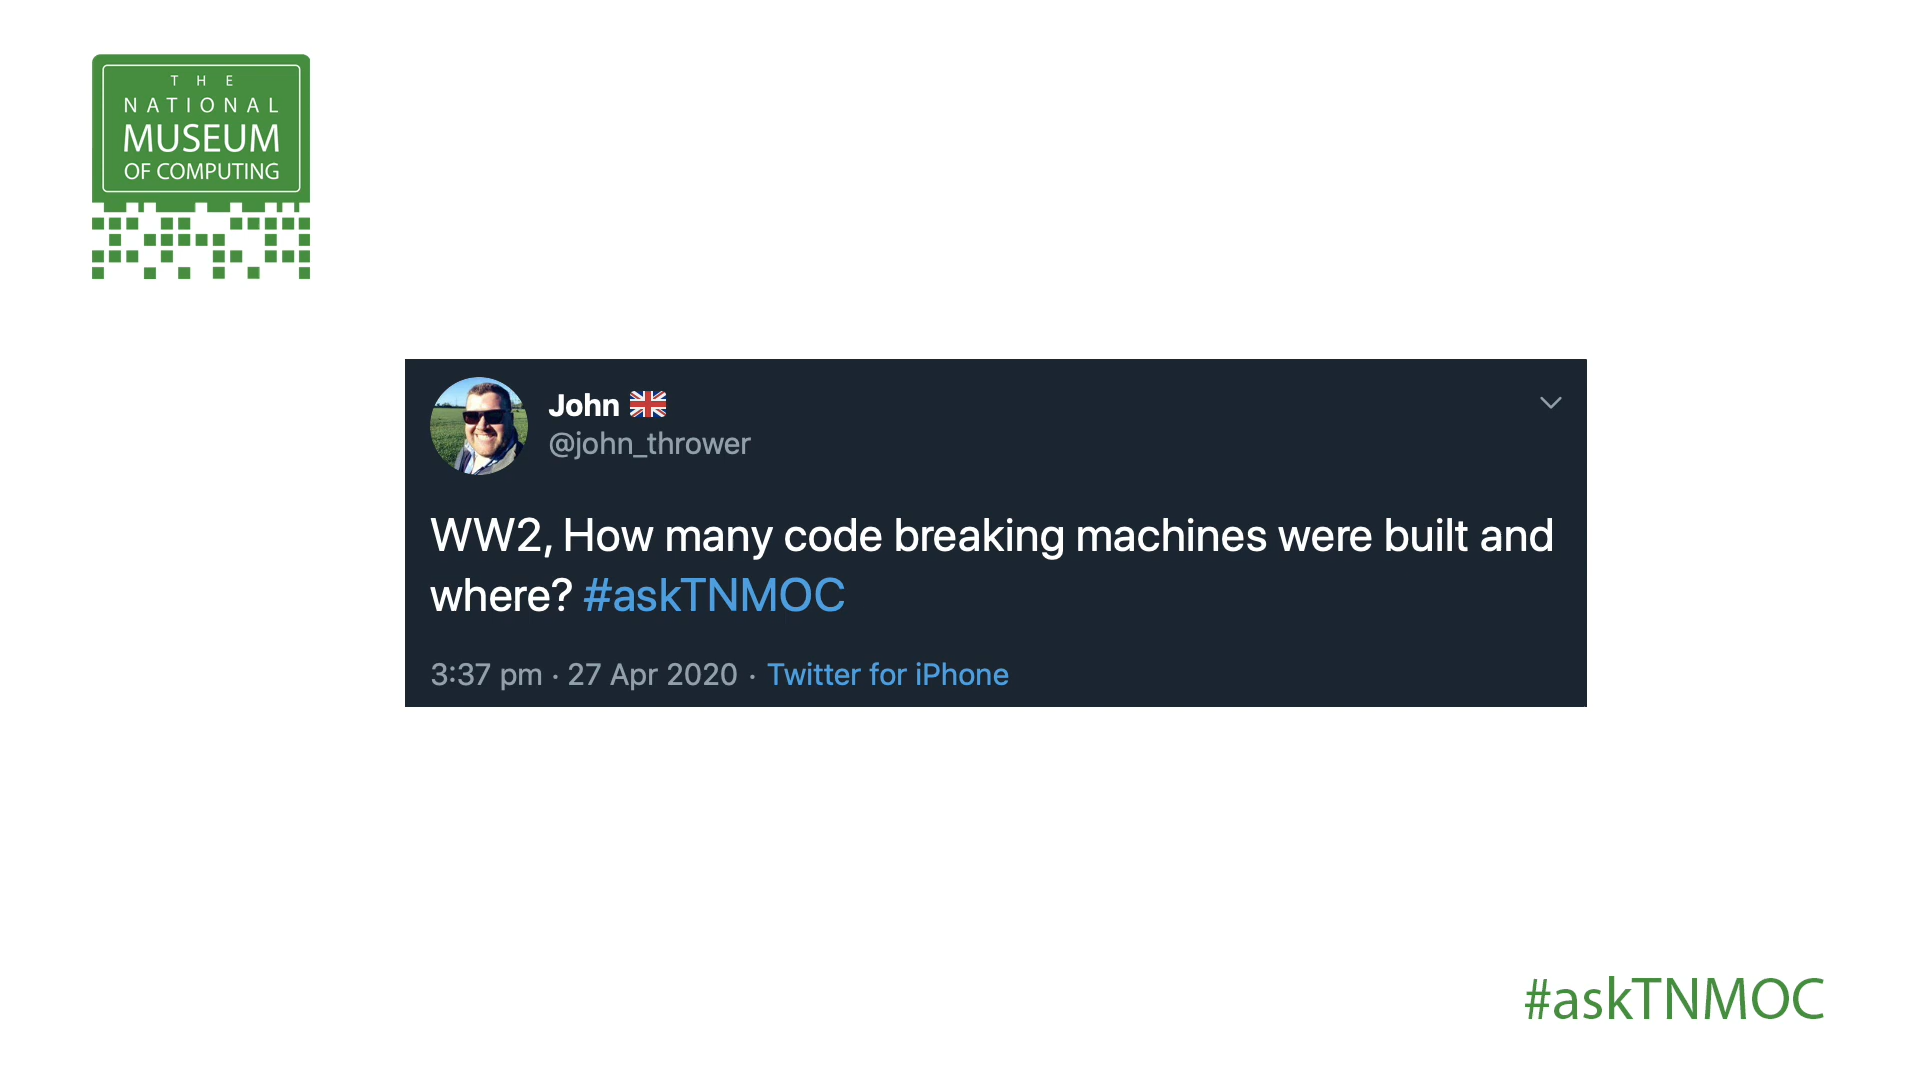 THE
NATIONAL
MUSEUM
OF COMPUTING
John 🇬🇧
@john_thrower
WW2, How many code breaking machines were built and
where? #askTNMOC
3:37 pm · 27 Apr 2020 · Twitter for iPhone
#askTNMOC